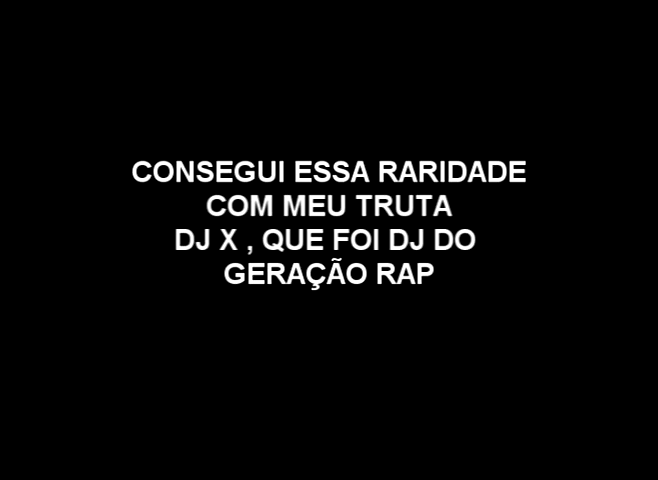 CONSEGUI ESSA RARIDADE
COM MEU TRUTA
DJ X , QUE FOI DJ DO
GERAÇÃO RAP